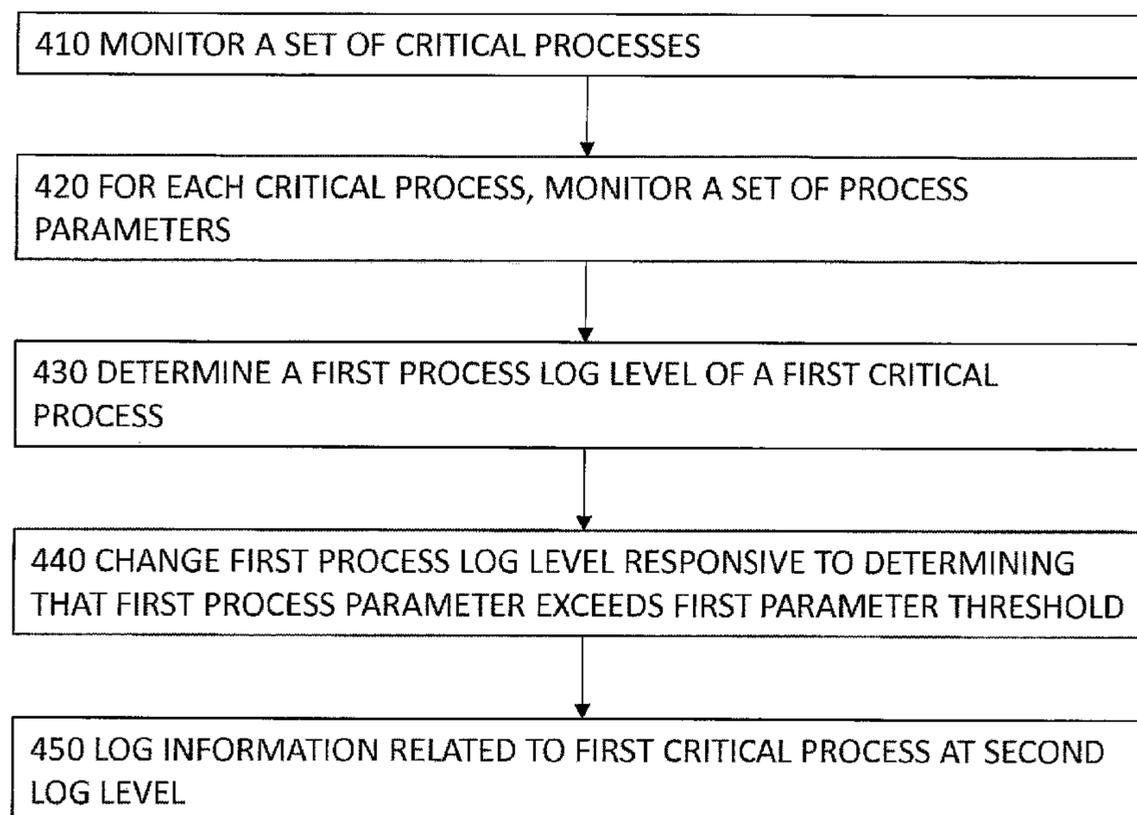 410 MONITOR A SET OF CRITICAL PROCESSES
420 FOR EACH CRITICAL PROCESS, MONITOR A SET OF PROCESS
PARAMETERS
430 DETERMINE A FIRST PROCESS LOG LEVEL OF A FIRST CRITICAL
PROCESS
440 CHANGE FIRST PROCESS LOG LEVEL RESPONSIVE TO DETERMINING
THAT FIRST PROCESS PARAMETER EXCEEDS FIRST PARAMETER THRESHOLD
450 LOG INFORMATION RELATED TO FIRST CRITICAL PROCESS AT SECOND
LOG LEVEL